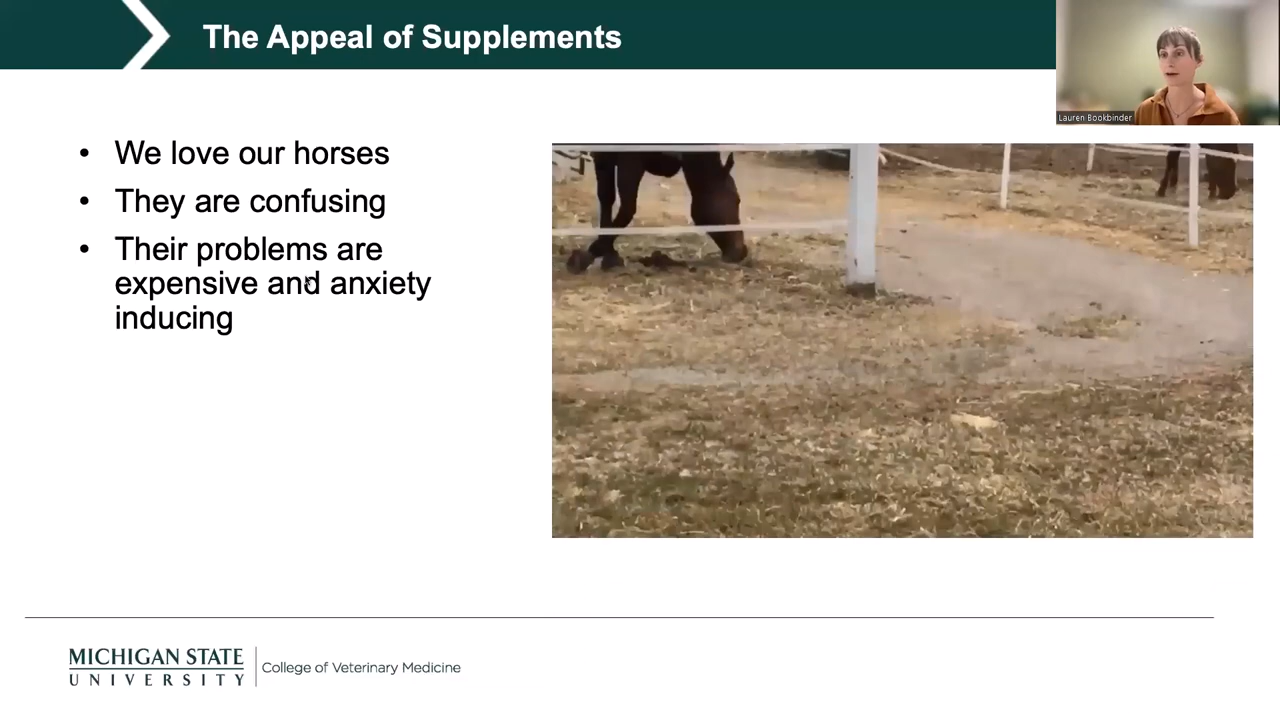 The Appeal of Supplements
Lauren Bookbinder
• We love our horses
• They are confusing
• Their problems are
expensive and anxiety
inducing
MICHIGAN STATE
UNIVERSITY
College of Veterinary Medicine